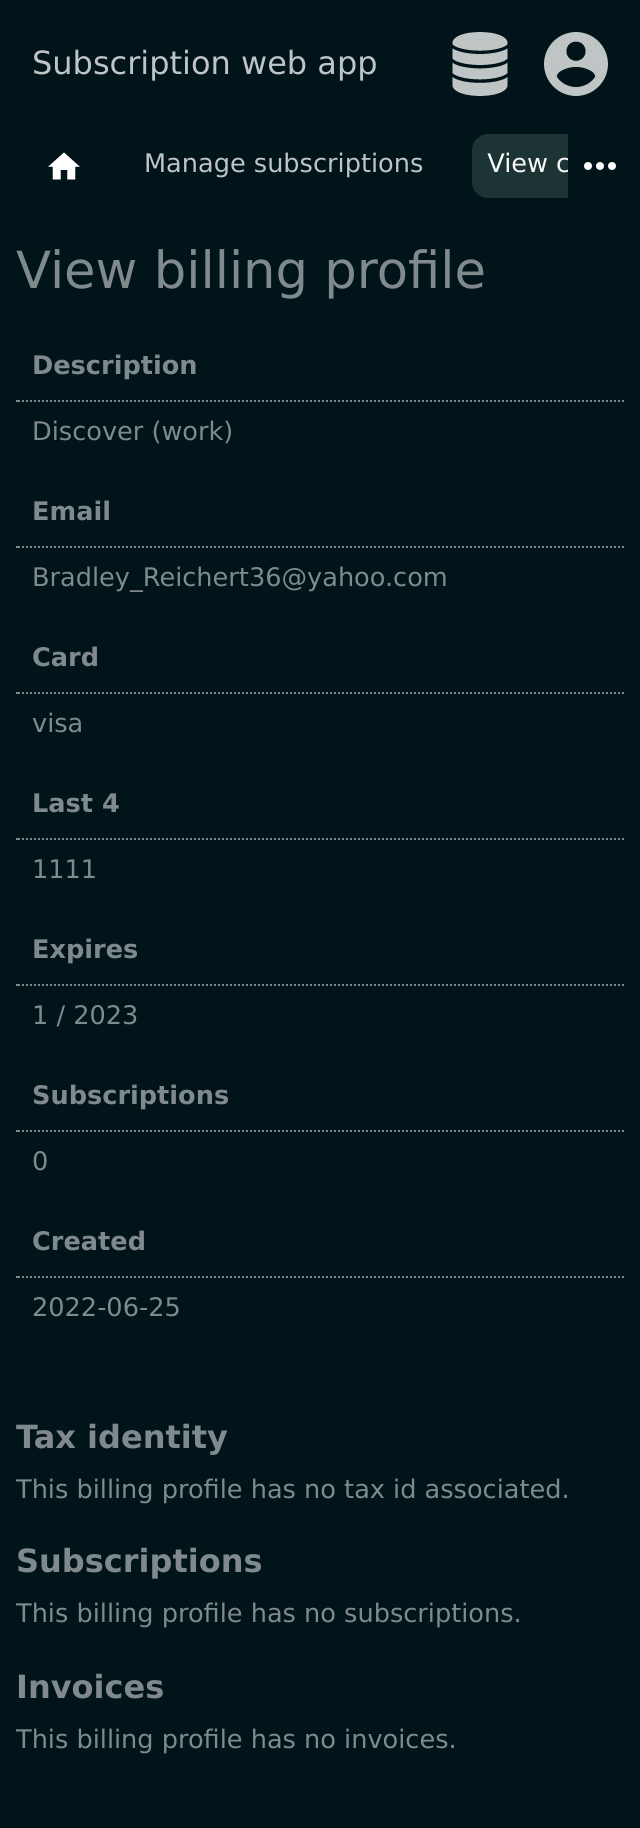 Subscription web app
Manage subscriptions
View c
View billing profile
Description
Discover (work)
Email
Bradley_Reichert36@yahoo.com
Card
visa
Last 4
1111
Expires
1 / 2023
Subscriptions
0
Created
2022-06-25
Tax identity
This billing profile has no tax id associated.
Subscriptions
This billing profile has no subscriptions.
Invoices
This billing profile has no invoices.